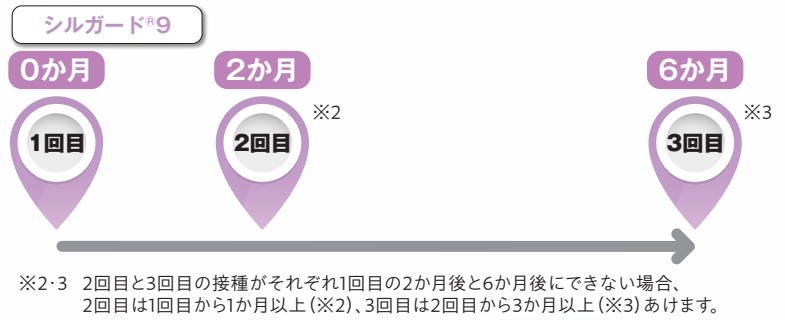 シルガード®9
0か月 2か月 6か月
1回目 2回目 ※2 3回目 ※3
※2・3 2回目と3回目の接種がそれぞれ1回目の2か月後と6か月後にできない場合、
2回目は1回目から1か月以上(※2)、3回目は2回目から3か月以上(※3)あけます。